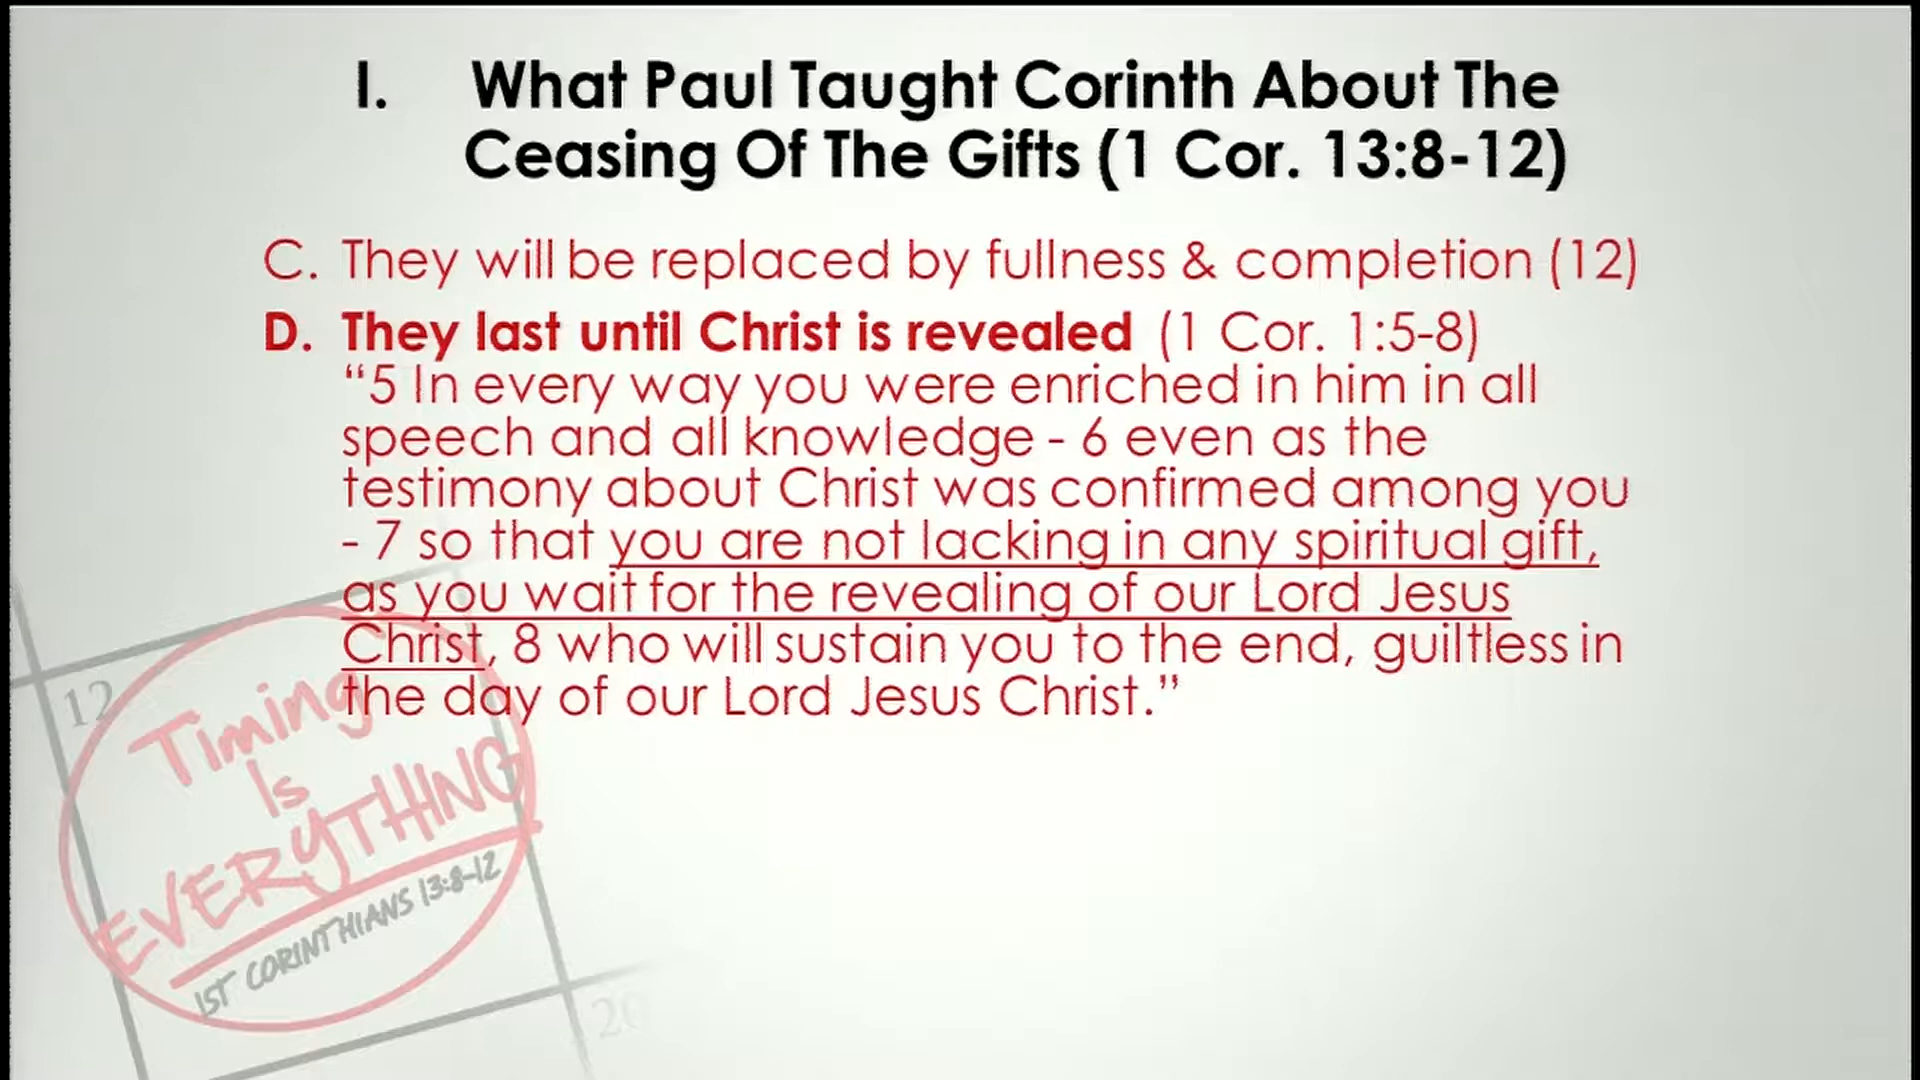 I. What Paul Taught Corinth About The
Ceasing Of The Gifts (1 Cor. 13:8-12)
C. They will be replaced by fullness & completion (12)
D. They last until Christ is revealed (1 Cor. 1:5-8)
“5 In every way you were enriched in him in all
speech and all knowledge - 6 even as the
testimony about Christ was confirmed among you
- 7 so that you are not lacking in any spiritual gift,
as you wait for the revealing of our Lord Jesus
Christ, 8 who will sustain you to the end, guiltless in
the day of our Lord Jesus Christ.”
12
Timing
Is
EVERYTHING
1ST CORINTHIANS 13:8-12
20